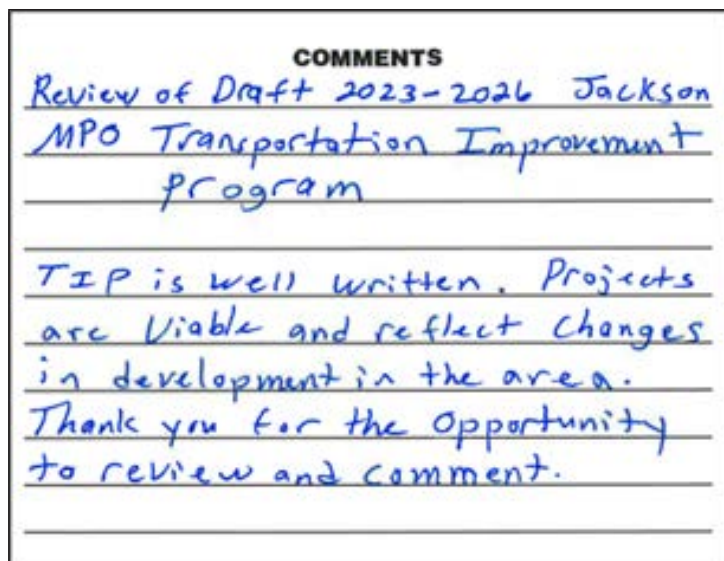 COMMENTS
Review of Draft 2023-2026 Jackson
MPO Transportation Improvement
Program
TIP is well written. Projects
are Viable and reflect Changes
in development in the area.
Thank you for the Opportunity
to review and comment.